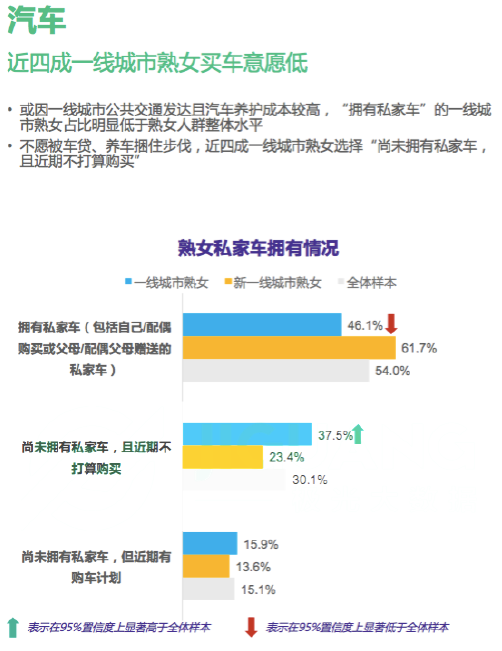 汽车
近四成一线城市熟女买车意愿低
• 或因一线城市公共交通发达且汽车养护成本较高，“拥有私家车”的一线城
市熟女占比明显低于熟女人群整体水平
• 不愿被车贷、养车捆住步伐，近四成一线城市熟女选择“尚未拥有私家车，
且近期不打算购买”
熟女私家车拥有情况
一线城市熟女 新一线城市熟女 全体样本
拥有私家车（包括自己/配偶
购买或父母/配偶父母赠送的
私家车）
46.1%
61.7%
54.0%
尚未拥有私家车，且近期不
打算购买
37.5%
23.4%
30.1%
尚未拥有私家车，但近期有
购车计划
15.9%
13.6%
15.1%
表示在95%置信度上显著高于全体样本 表示在95%置信度上显著低于全体样本